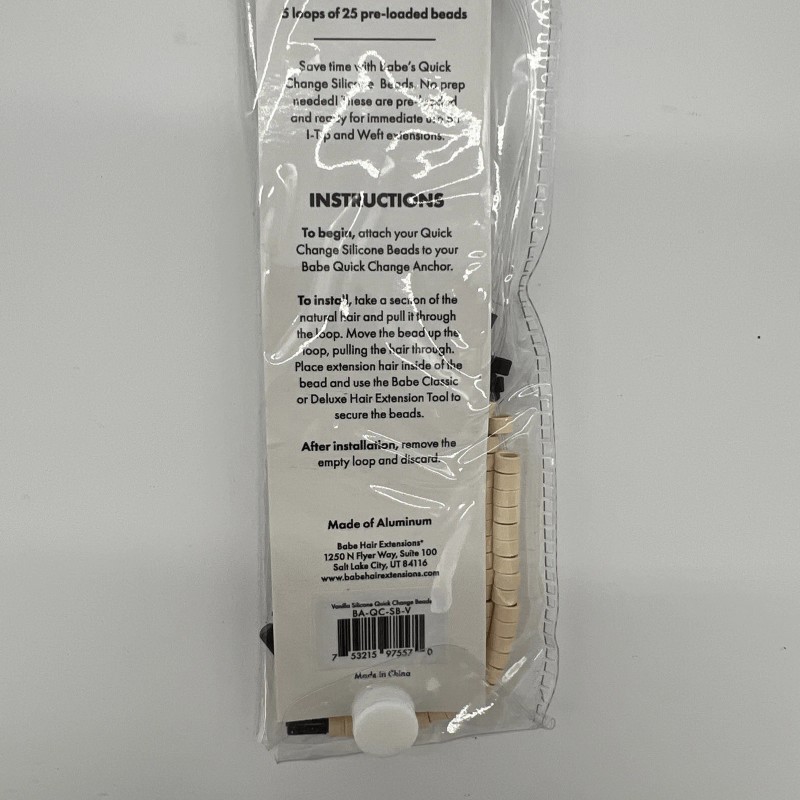 5 loops of 25 pre-loaded beads
Save time with Babe's Quick
Change Silicone Beads. No prep
needed! These are pre-loaded
and ready for immediate use on
I-Tip and Weft extensions.
INSTRUCTIONS
To begin, attach your Quick
Change Silicone Beads to your
Babe Quick Change Anchor.
To install, take a section of the
natural hair and pull it through
the loop. Move the bead up the
loop, pulling the hair through.
Place extension hair inside of the
bead and use the Babe Classic
or Deluxe Hair Extension Tool to
secure the beads.
After installation, remove the
empty loop and discard.
Made of Aluminum
Babe Hair Extensions®
1250 N Flyer Way, Suite 100
Salt Lake City, UT 84116
www.babehairextensions.com
Vanilla Silicone Quick Change Beads
BA-QC-SB-V
7 53215 97557 0
Made in China